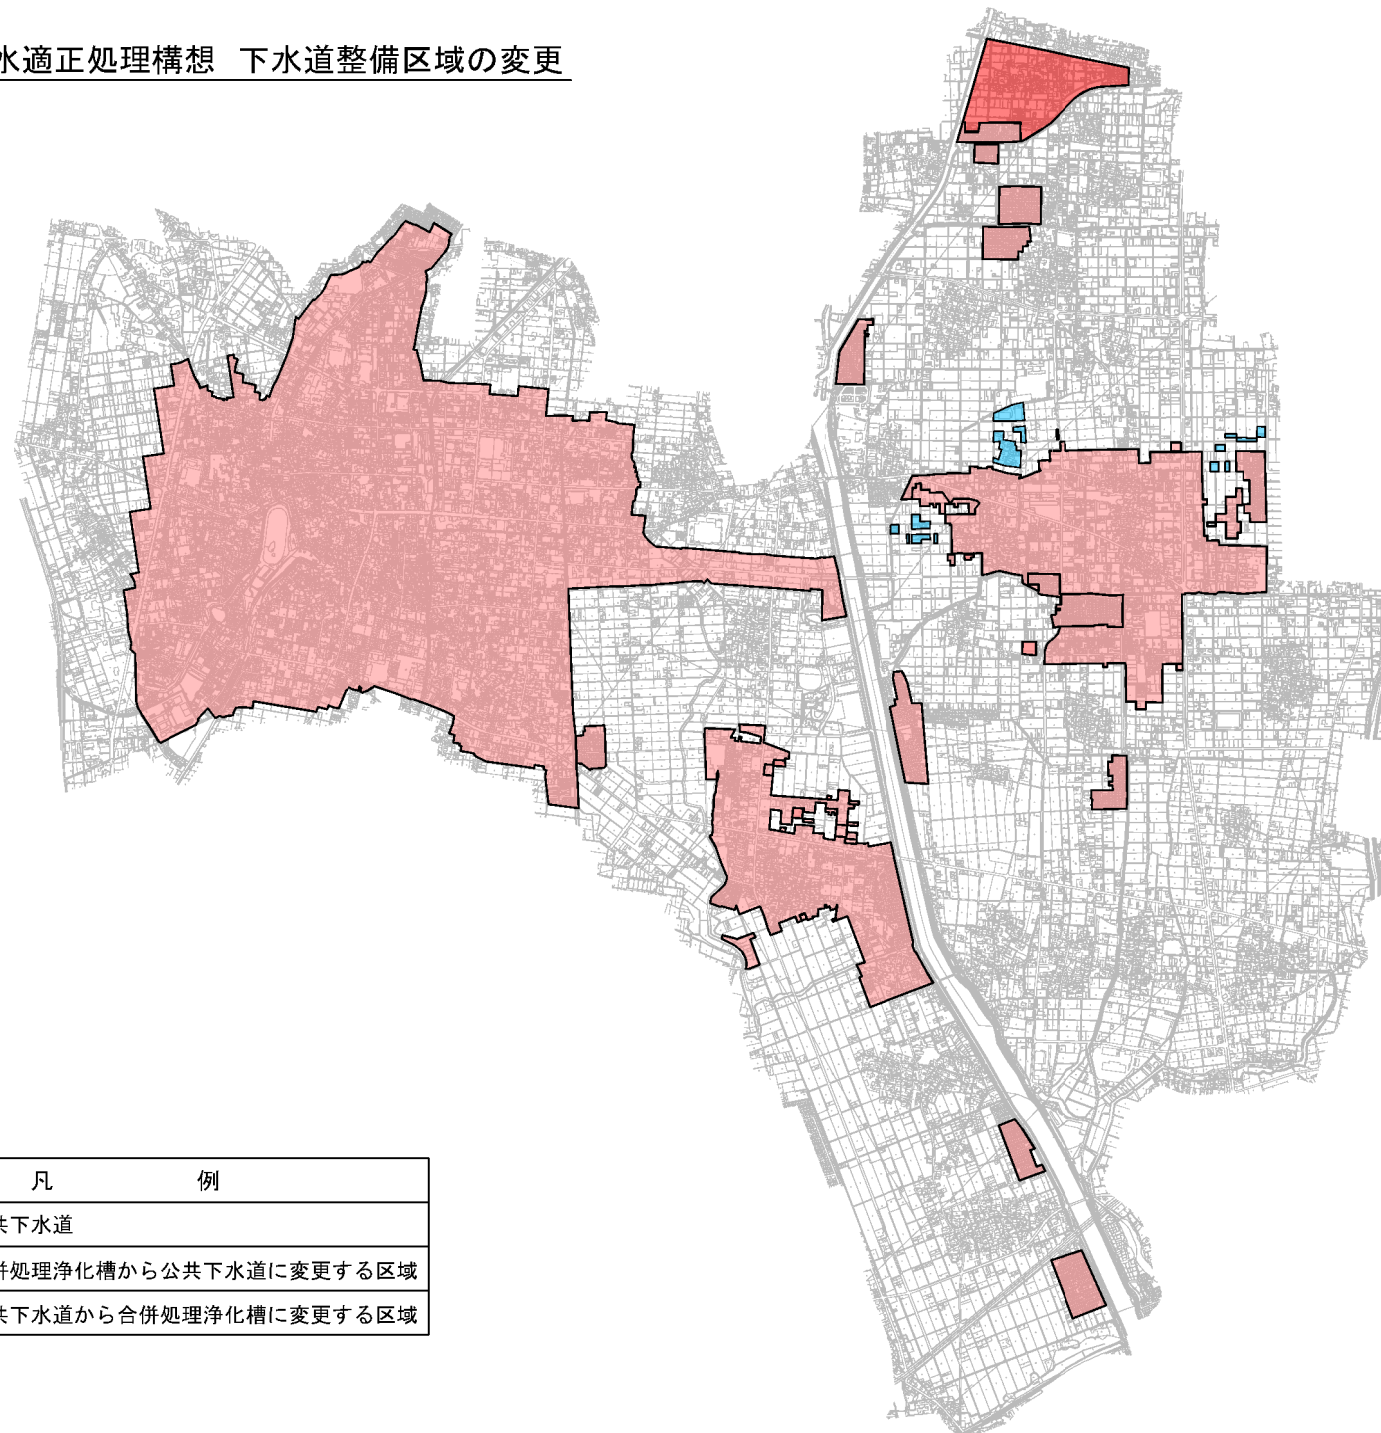 水適正処理構想 下水道整備区域の変更
凡 例
共下水道
併処理浄化槽から公共下水道に変更する区域
共下水道から合併処理浄化槽に変更する区域